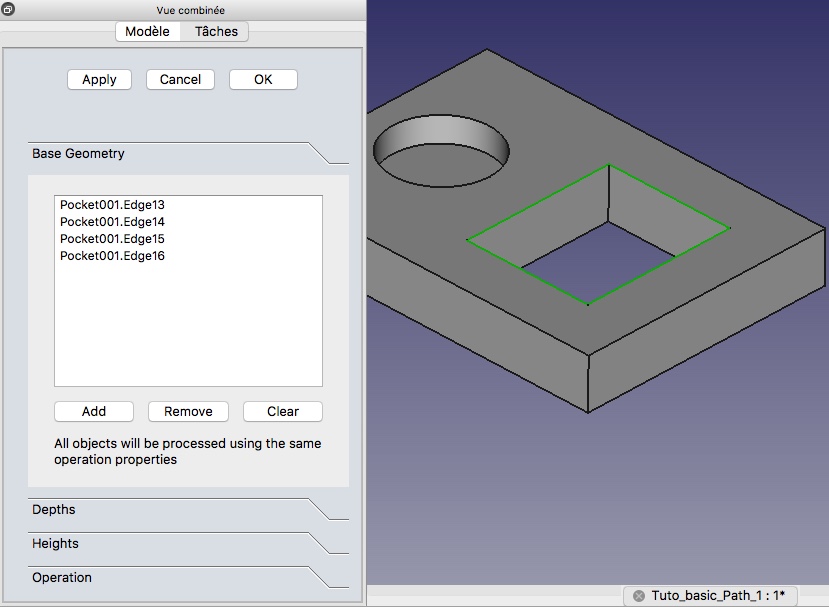 Vue combinée
Modèle Tâches
Apply Cancel OK
Base Geometry
Pocket001.Edge13
Pocket001.Edge14
Pocket001.Edge15
Pocket001.Edge16
Add Remove Clear
All objects will be processed using the same
operation properties
Depths
Heights
Operation
Tuto_basic_Path_1 : 1*